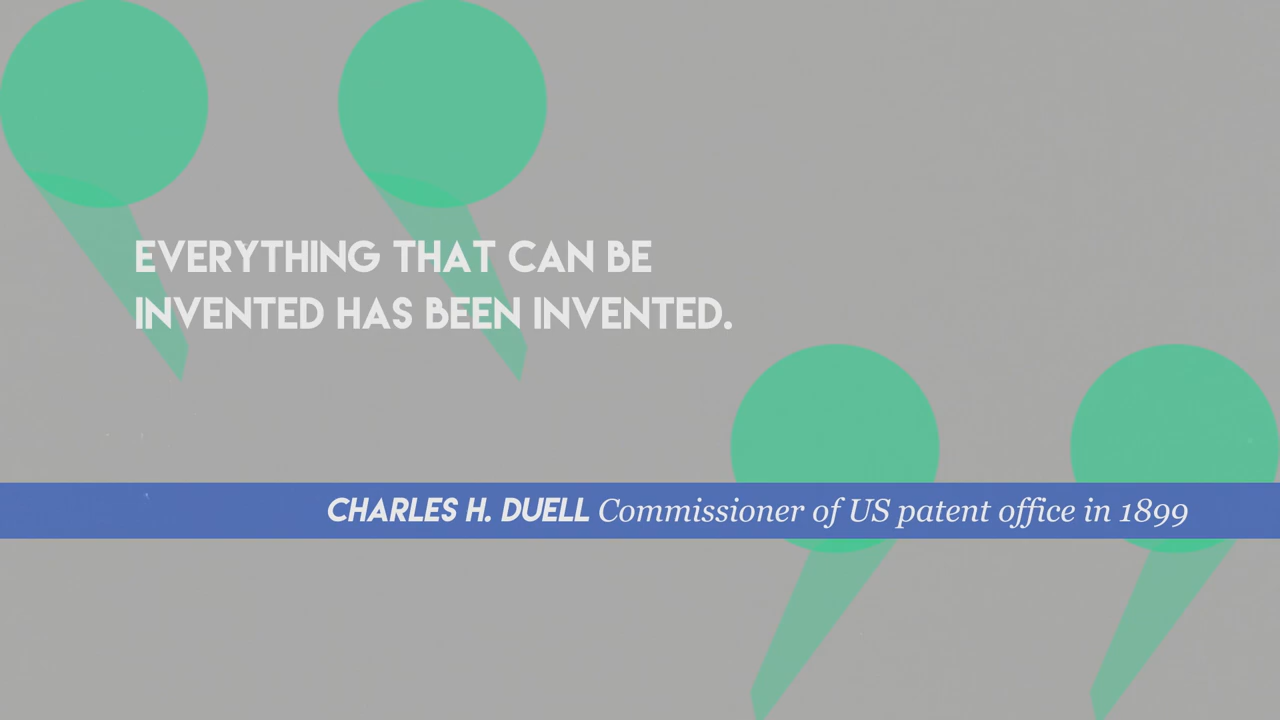 EVERYTHING THAT CAN BE
INVENTED HAS BEEN INVENTED.
CHARLES H. DUELL Commissioner of US patent office in 1899